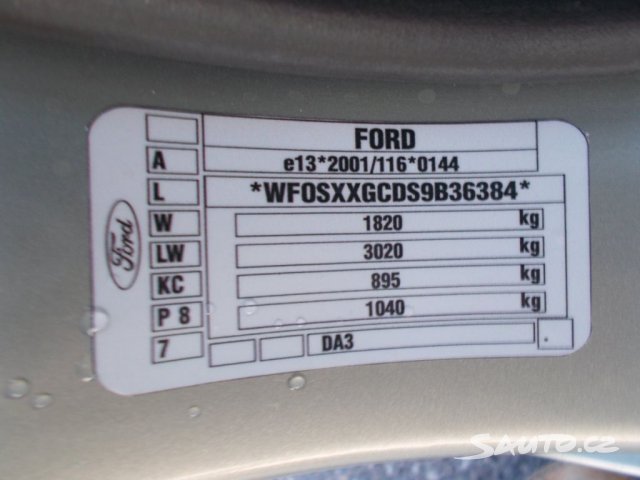 FORD
A e13*2001/116*0144
L *WF0SXXGCDS9B36384*
W 1820 kg
LW 3020 kg
KC 895 kg
P 8 1040 kg
7 DA3
Ford
SAUTO.CZ